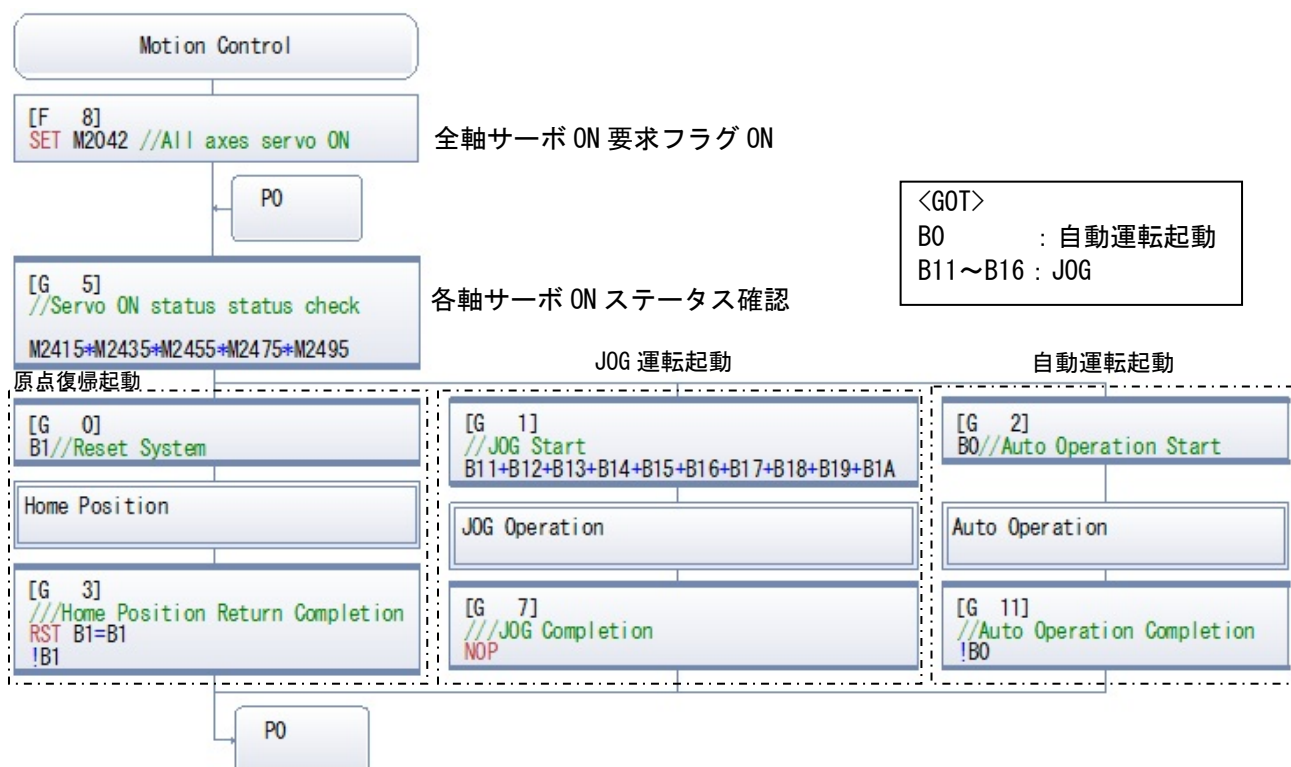 Motion Control
[F   8]
SET M2042 //All axes servo ON
全軸サーボ ON 要求フラグ ON
P0
<GOT>
B0 ：自動運転起動
B11～B16：JOG
[G   5]
//Servo ON status status check
M2415*M2435*M2455*M2475*M2495
各軸サーボ ON ステータス確認
原点復帰起動
JOG 運転起動
自動運転起動
[G   0]
B1//Reset System
Home Position
[G   3]
///Home Position Return Completion
RST B1=B1
!B1
[G   1]
//JOG Start
B11+B12+B13+B14+B15+B16+B17+B18+B19+B1A
JOG Operation
[G   7]
///JOG Completion
NOP
[G   2]
B0//Auto Operation Start
Auto Operation
[G  11]
//Auto Operation Completion
!B0
P0